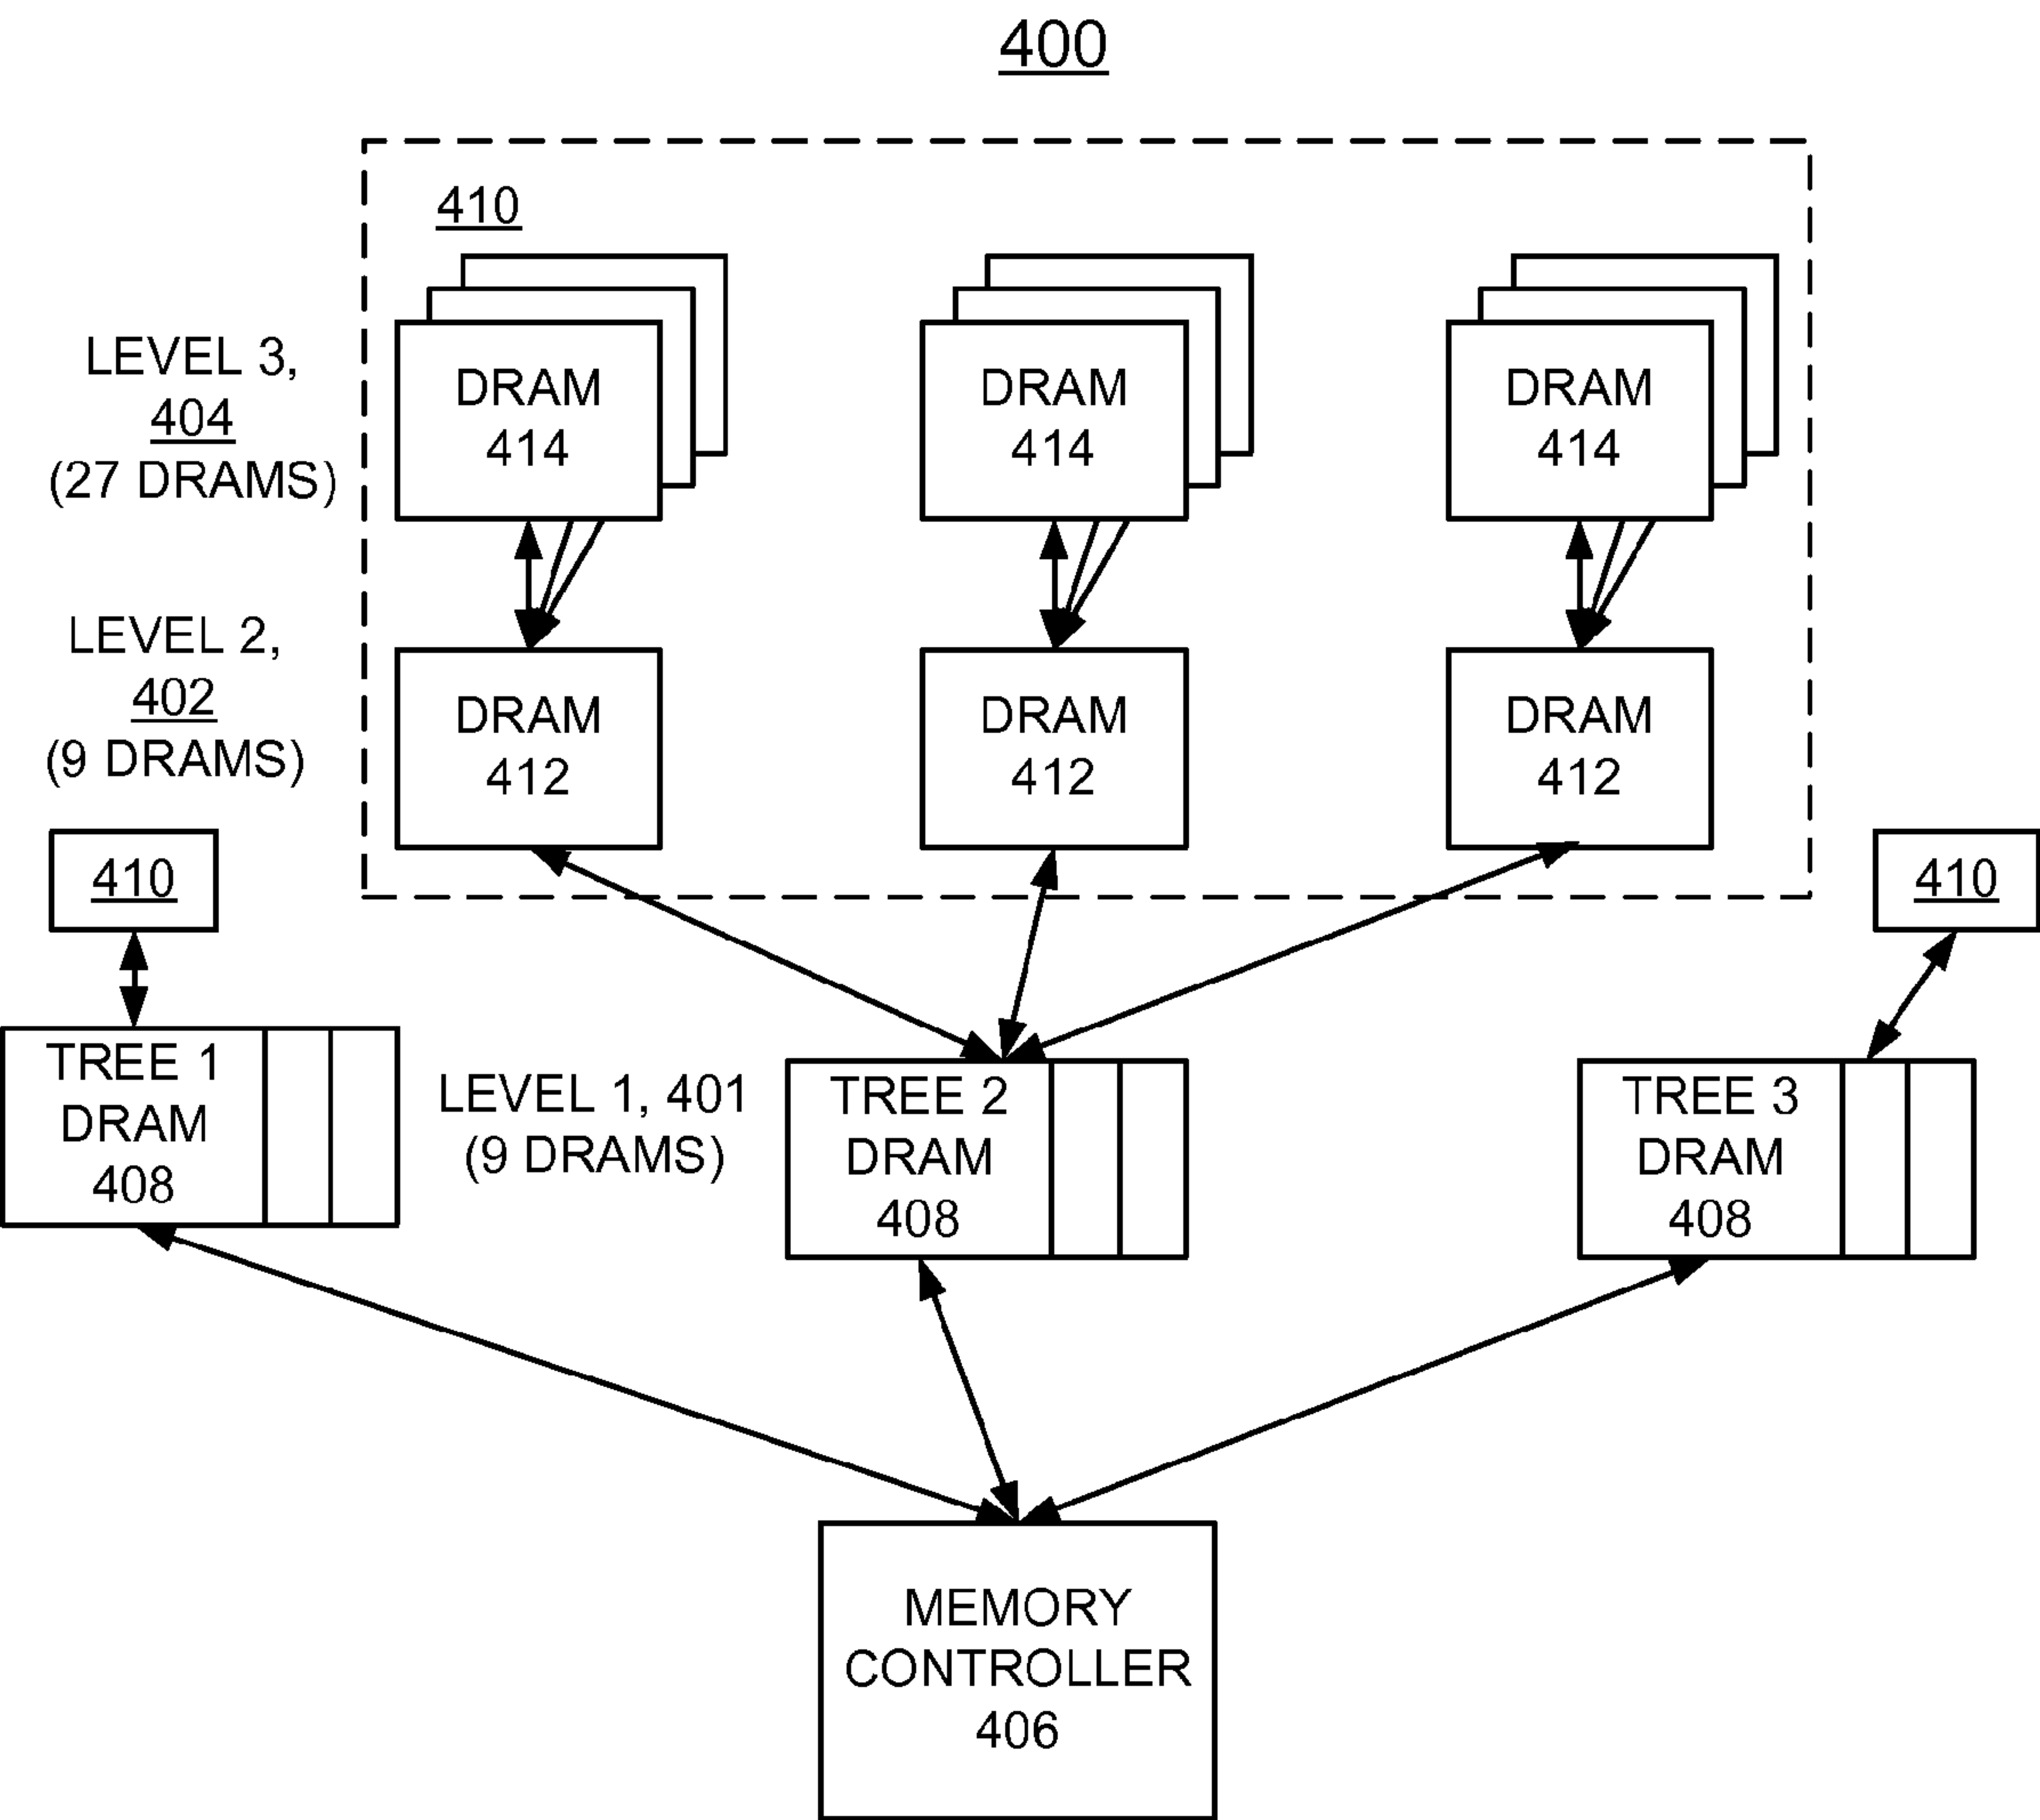 400
410
LEVEL 3,
404
(27 DRAMS)
DRAM
414
DRAM
414
DRAM
414
LEVEL 2,
402
(9 DRAMS)
DRAM
412
DRAM
412
DRAM
412
410
410
TREE 1
DRAM
408
LEVEL 1, 401
(9 DRAMS)
TREE 2
DRAM
408
TREE 3
DRAM
408
MEMORY
CONTROLLER
406